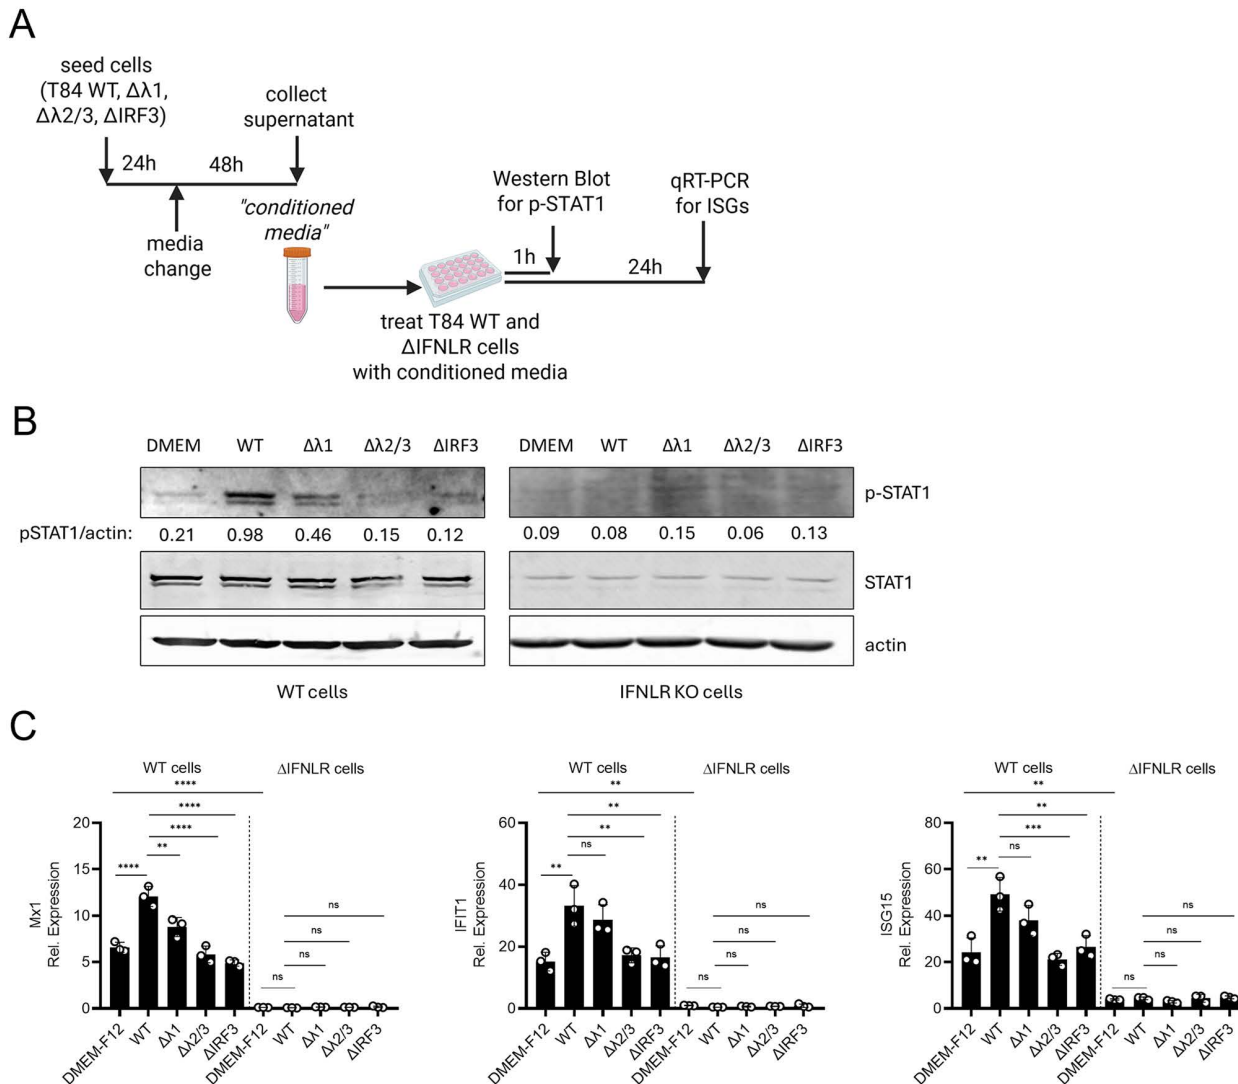 A
seed cells
(T84 WT, Δλ1,
Δλ2/3, ΔIRF3)
collect
supernatant
24h
48h
media
change
"conditioned
media"
treat T84 WT and
ΔIFNLR cells
with conditioned media
Western Blot
for p-STAT1
qRT-PCR
for ISGs
1h
24h
B
DMEM WT Δλ1 Δλ2/3 ΔIRF3 DMEM WT Δλ1 Δλ2/3 ΔIRF3
p-STAT1
pSTAT1/actin: 0.21 0.98 0.46 0.15 0.12 0.09 0.08 0.15 0.06 0.13
STAT1
actin
WT cells IFNLR KO cells
C
WT cells ΔIFNLR cells
****
****
****
**** **
ns
ns
ns ns
Mx1
Rel. Expression
20
15
10
5
0
DMEM-F12 WT Δλ1 Δλ2/3 ΔIRF3 DMEM-F12 WT Δλ1 Δλ2/3 ΔIRF3
WT cells ΔIFNLR cells
**
**
**
** ns
ns
ns
ns ns
IFIT1
Rel. Expression
60
40
20
0
DMEM-F12 WT Δλ1 Δλ2/3 ΔIRF3 DMEM-F12 WT Δλ1 Δλ2/3 ΔIRF3
WT cells ΔIFNLR cells
**
**
***
** ns
ns
ns
ns ns
ISG15
Rel. Expression
80
60
40
20
0
DMEM-F12 WT Δλ1 Δλ2/3 ΔIRF3 DMEM-F12 WT Δλ1 Δλ2/3 ΔIRF3